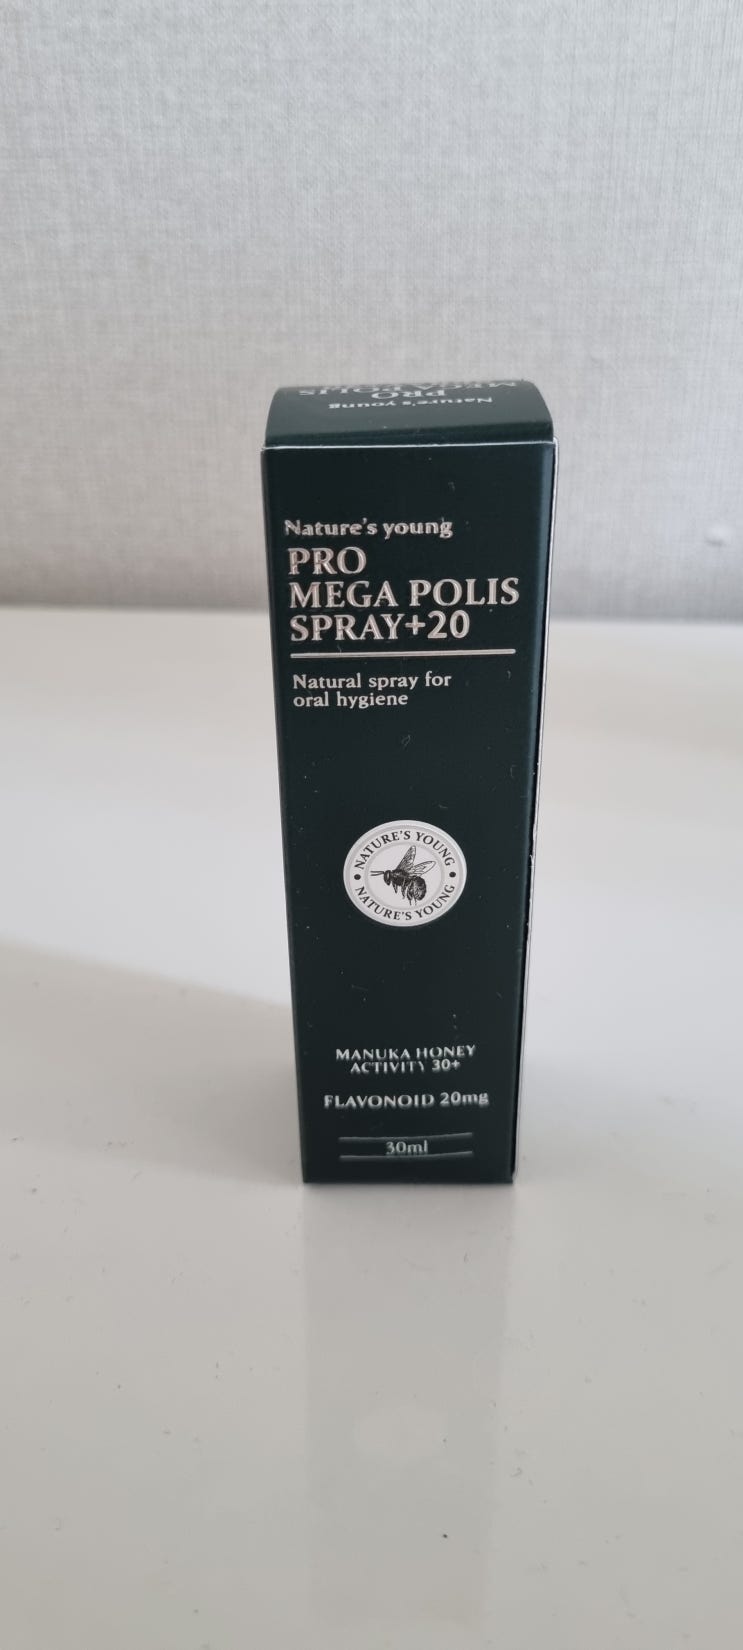 Nature's young
PRO
MEGA POLIS
Nature's young
PRO
MEGA POLIS
SPRAY+20
Natural spray for
oral hygiene
NATURE'S YOUNG
NATURE'S YOUNG
MANUKA HONEY
ACTIVITY 30+
FLAVONOID 20mg
30ml